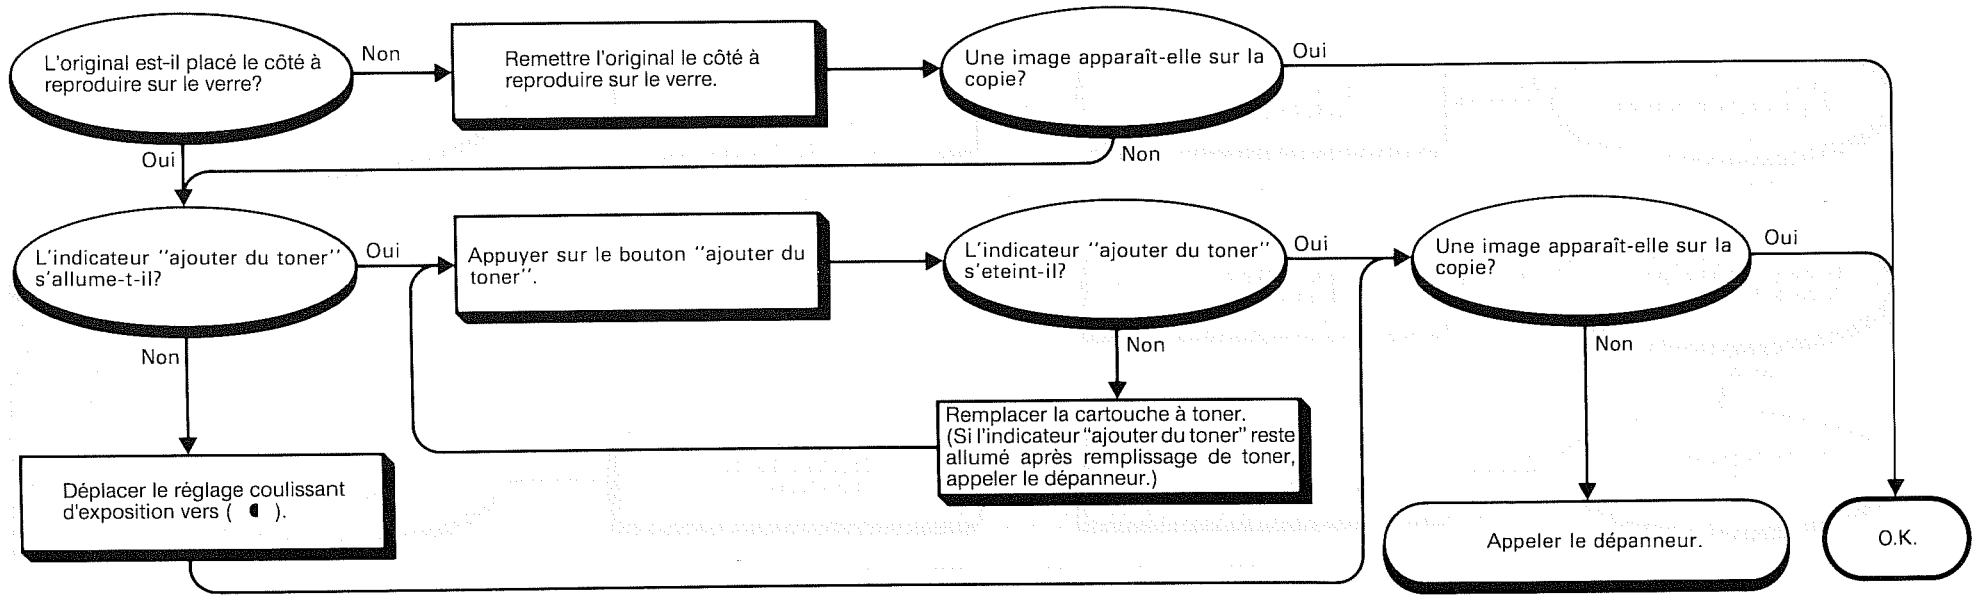 L'original est-il placé le côté à
reproduire sur le verre?
Non
Remettre l'original le côté à
reproduire sur le verre.
Une image apparaît-elle sur la
copie?
Oui
Oui
Non
L'indicateur ''ajouter du toner''
s'allume-t-il?
Oui
Appuyer sur le bouton ''ajouter du
toner''.
L'indicateur ''ajouter du toner''
s'eteint-il?
Oui
Une image apparaît-elle sur la
copie?
Oui
Non
Non
Non
Remplacer la cartouche à toner.
(Si l'indicateur "ajouter du toner" reste
allumé après remplissage de toner,
appeler le dépanneur.)
Déplacer le réglage coulissant
d'exposition vers ( ).
Appeler le dépanneur.
O.K.